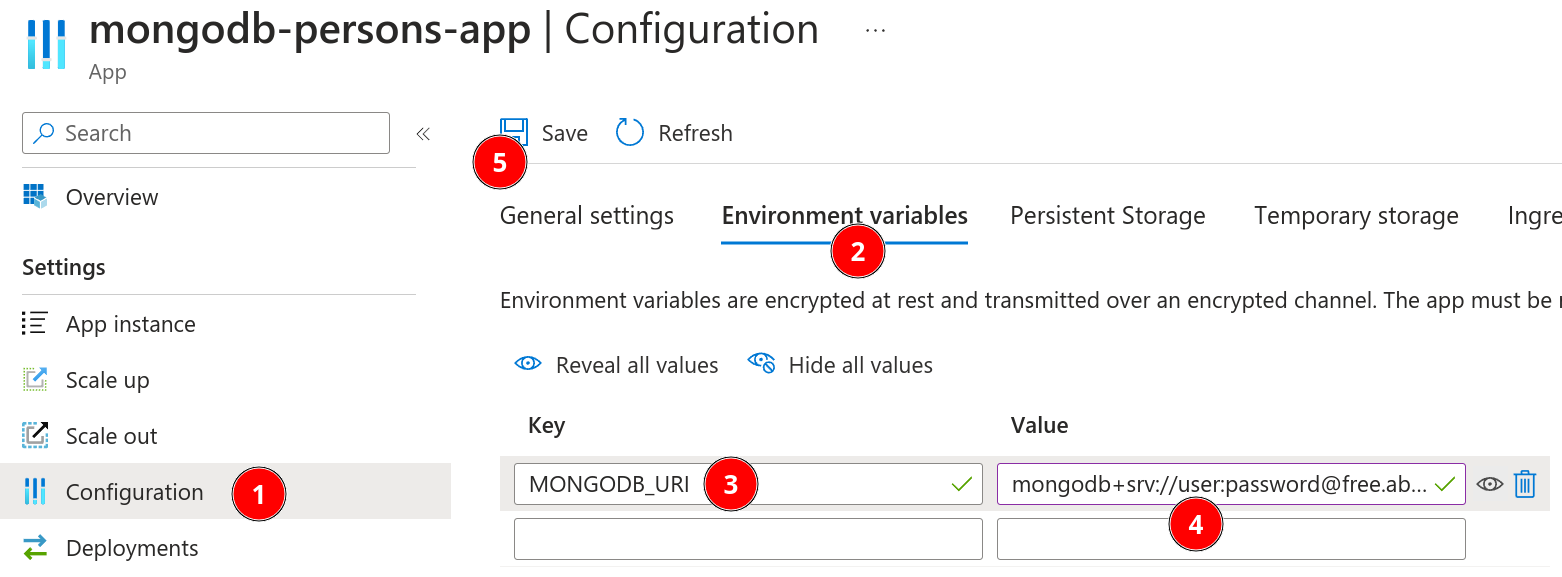 mongodb-persons-app | Configuration ...
App
Search «
Save Refresh
5
Overview
General settings Environment variables Persistent Storage Temporary storage Ingre
2
Settings
Environment variables are encrypted at rest and transmitted over an encrypted channel. The app must be
App instance
Reveal all values Hide all values
Scale up
Key Value
Scale out
MONGODB_URI 3 mongodb+srv://user:password@free.ab...
Configuration 1
4
Deployments